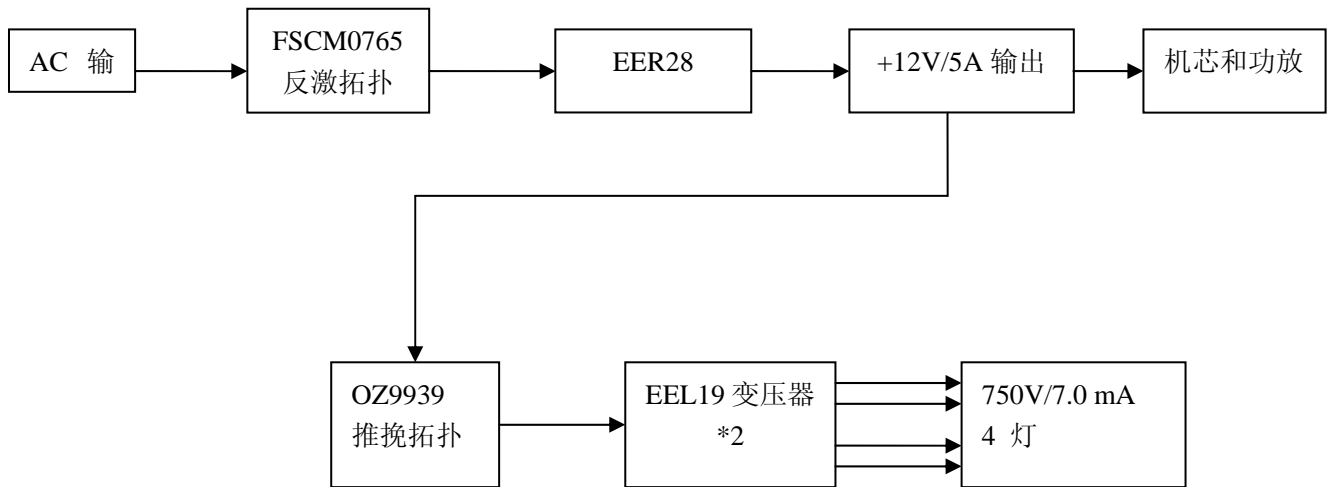 AC 输
FSCM0765
反激拓扑
EER28
+12V/5A 输出
机芯和功放
OZ9939
推挽拓扑
EEL19 变压器
*2
750V/7.0 mA
4 灯